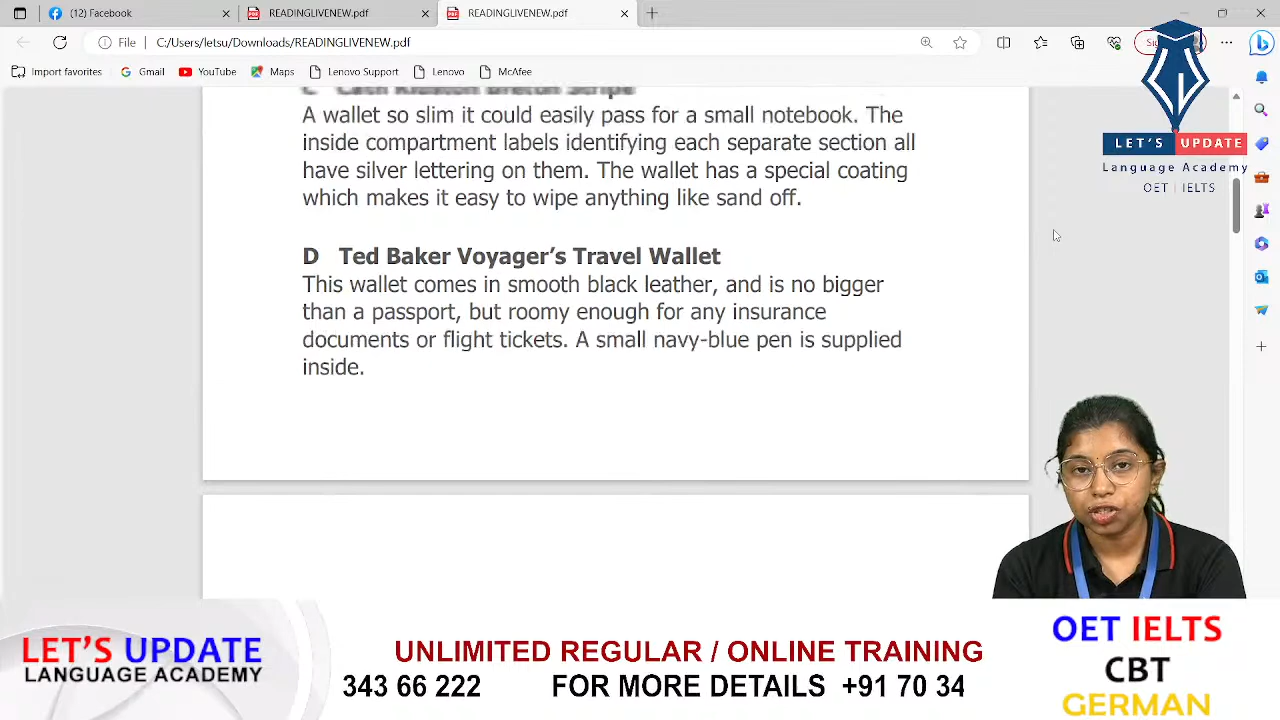 (12) Facebook
READINGLIVENEW.pdf
READINGLIVENEW.pdf
File
C:/Users/letsu/Downloads/READINGLIVENEW.pdf
Import favorites
Gmail
YouTube
Maps
Lenovo Support
Lenovo
McAfee
LET'S UPDATE
Language Academy
OET | IELTS
A wallet so slim it could easily pass for a small notebook. The
inside compartment labels identifying each separate section all
have silver lettering on them. The wallet has a special coating
which makes it easy to wipe anything like sand off.
D Ted Baker Voyager's Travel Wallet
This wallet comes in smooth black leather, and is no bigger
than a passport, but roomy enough for any insurance
documents or flight tickets. A small navy-blue pen is supplied
inside.
LET'S UPDATE
LANGUAGE ACADEMY
UNLIMITED REGULAR / ONLINE TRAINING
343 66 222 FOR MORE DETAILS +91 70 34
OET IELTS
CBT
GERMAN